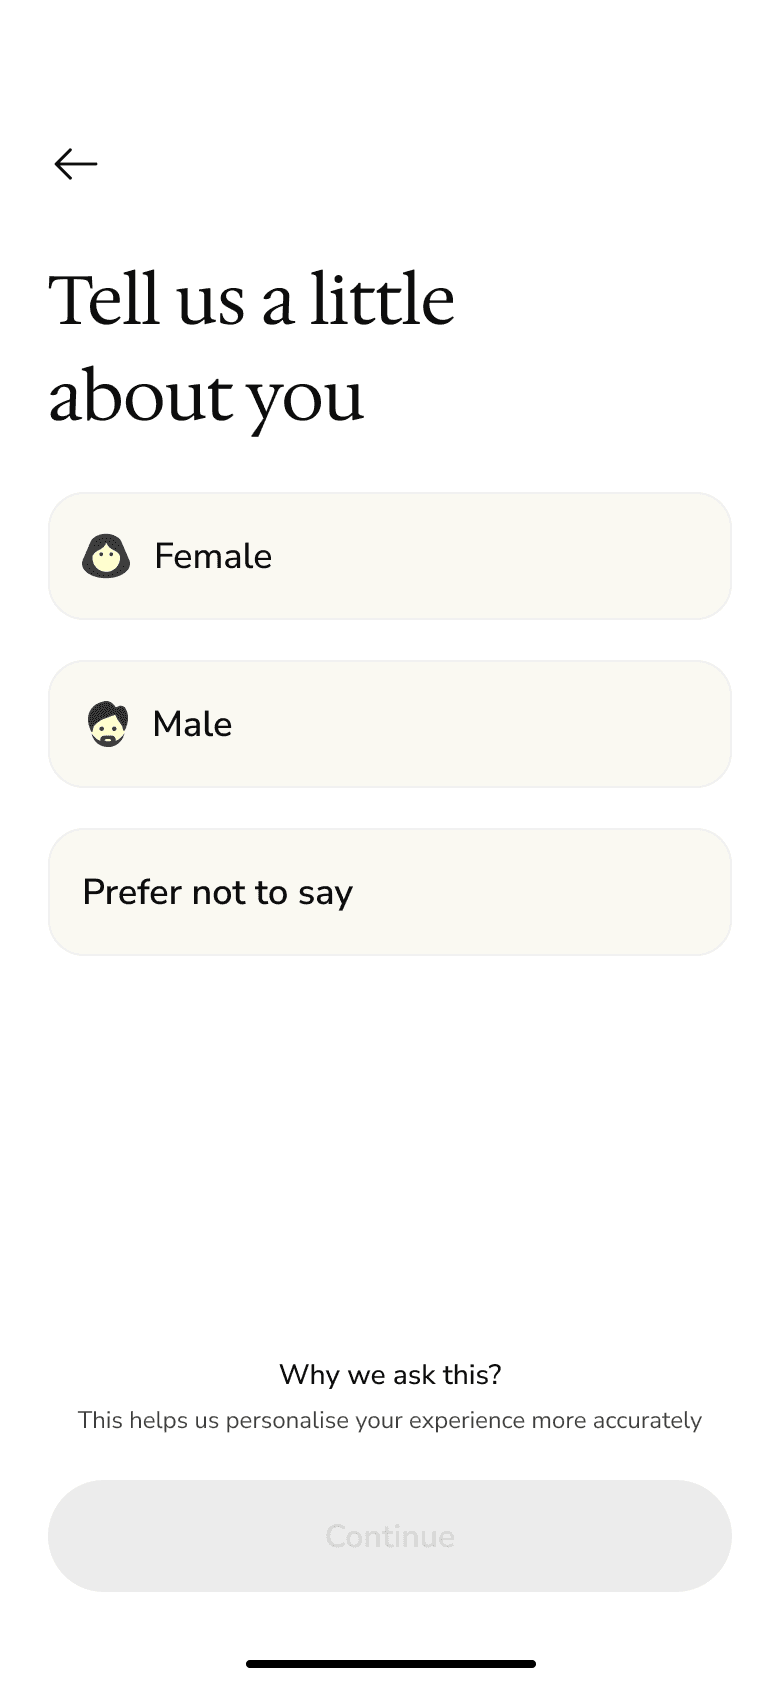 Tell us a little
about you
Female
Male
Prefer not to say
Why we ask this?
This helps us personalise your experience more accurately
Continue